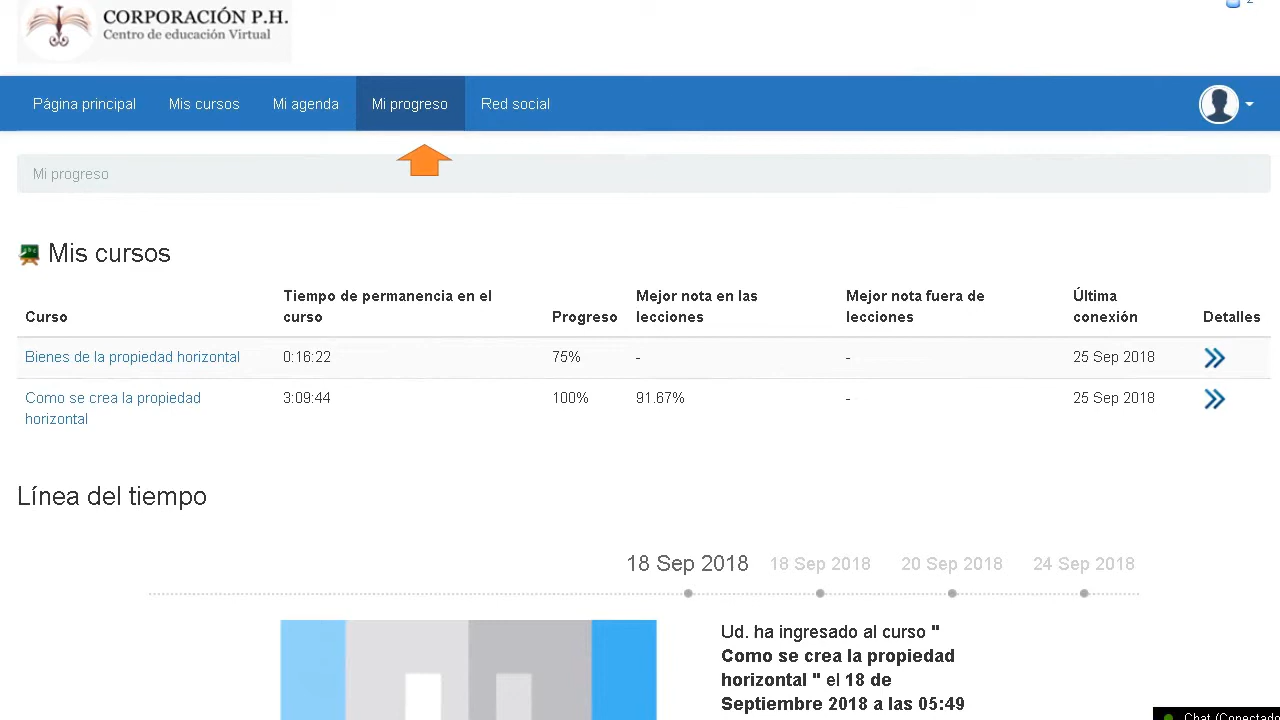 CORPORACIÓN P.H.
Centro de educación Virtual
2
Página principal Mis cursos Mi agenda Mi progreso Red social
Mi progreso
Mis cursos
Curso Tiempo de permanencia en el curso Progreso Mejor nota en las lecciones Mejor nota fuera de lecciones Última conexión Detalles
Bienes de la propiedad horizontal 0:16:22 75% - - 25 Sep 2018
Como se crea la propiedad horizontal 3:09:44 100% 91.67% - 25 Sep 2018
Línea del tiempo
18 Sep 2018 18 Sep 2018 20 Sep 2018 24 Sep 2018
Ud. ha ingresado al curso "
Como se crea la propiedad
horizontal " el 18 de
Septiembre 2018 a las 05:49
Chat (Conectado